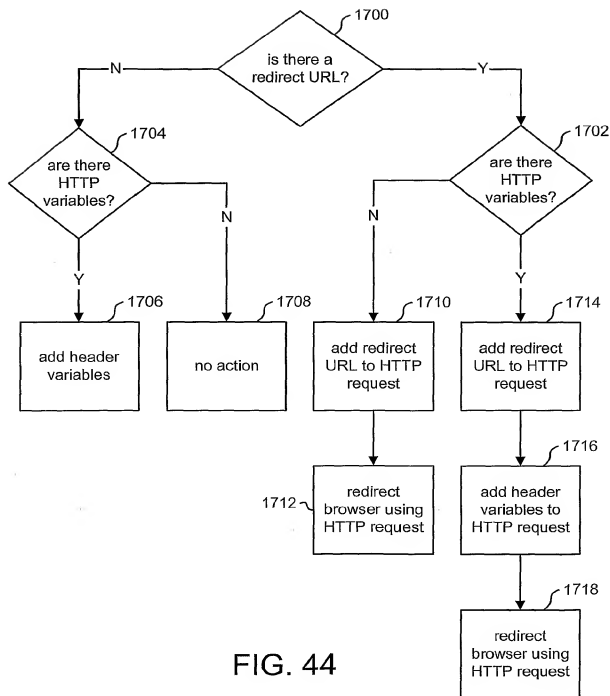 1700
is there a
redirect URL?
N
Y
1704
are there
HTTP
variables?
1702
are there
HTTP
variables?
N
N
Y
Y
1706
add header
variables
1708
no action
1710
add redirect
URL to HTTP
request
1714
add redirect
URL to HTTP
request
1712
redirect
browser using
HTTP request
1716
add header
variables to
HTTP request
1718
redirect
browser using
HTTP request
FIG. 44